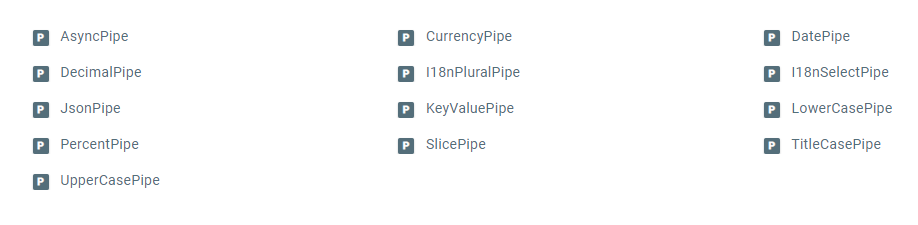 P AsyncPipe P CurrencyPipe P DatePipe
P DecimalPipe P I18nPluralPipe P I18nSelectPipe
P JsonPipe P KeyValuePipe P LowerCasePipe
P PercentPipe P SlicePipe P TitleCasePipe
P UpperCasePipe